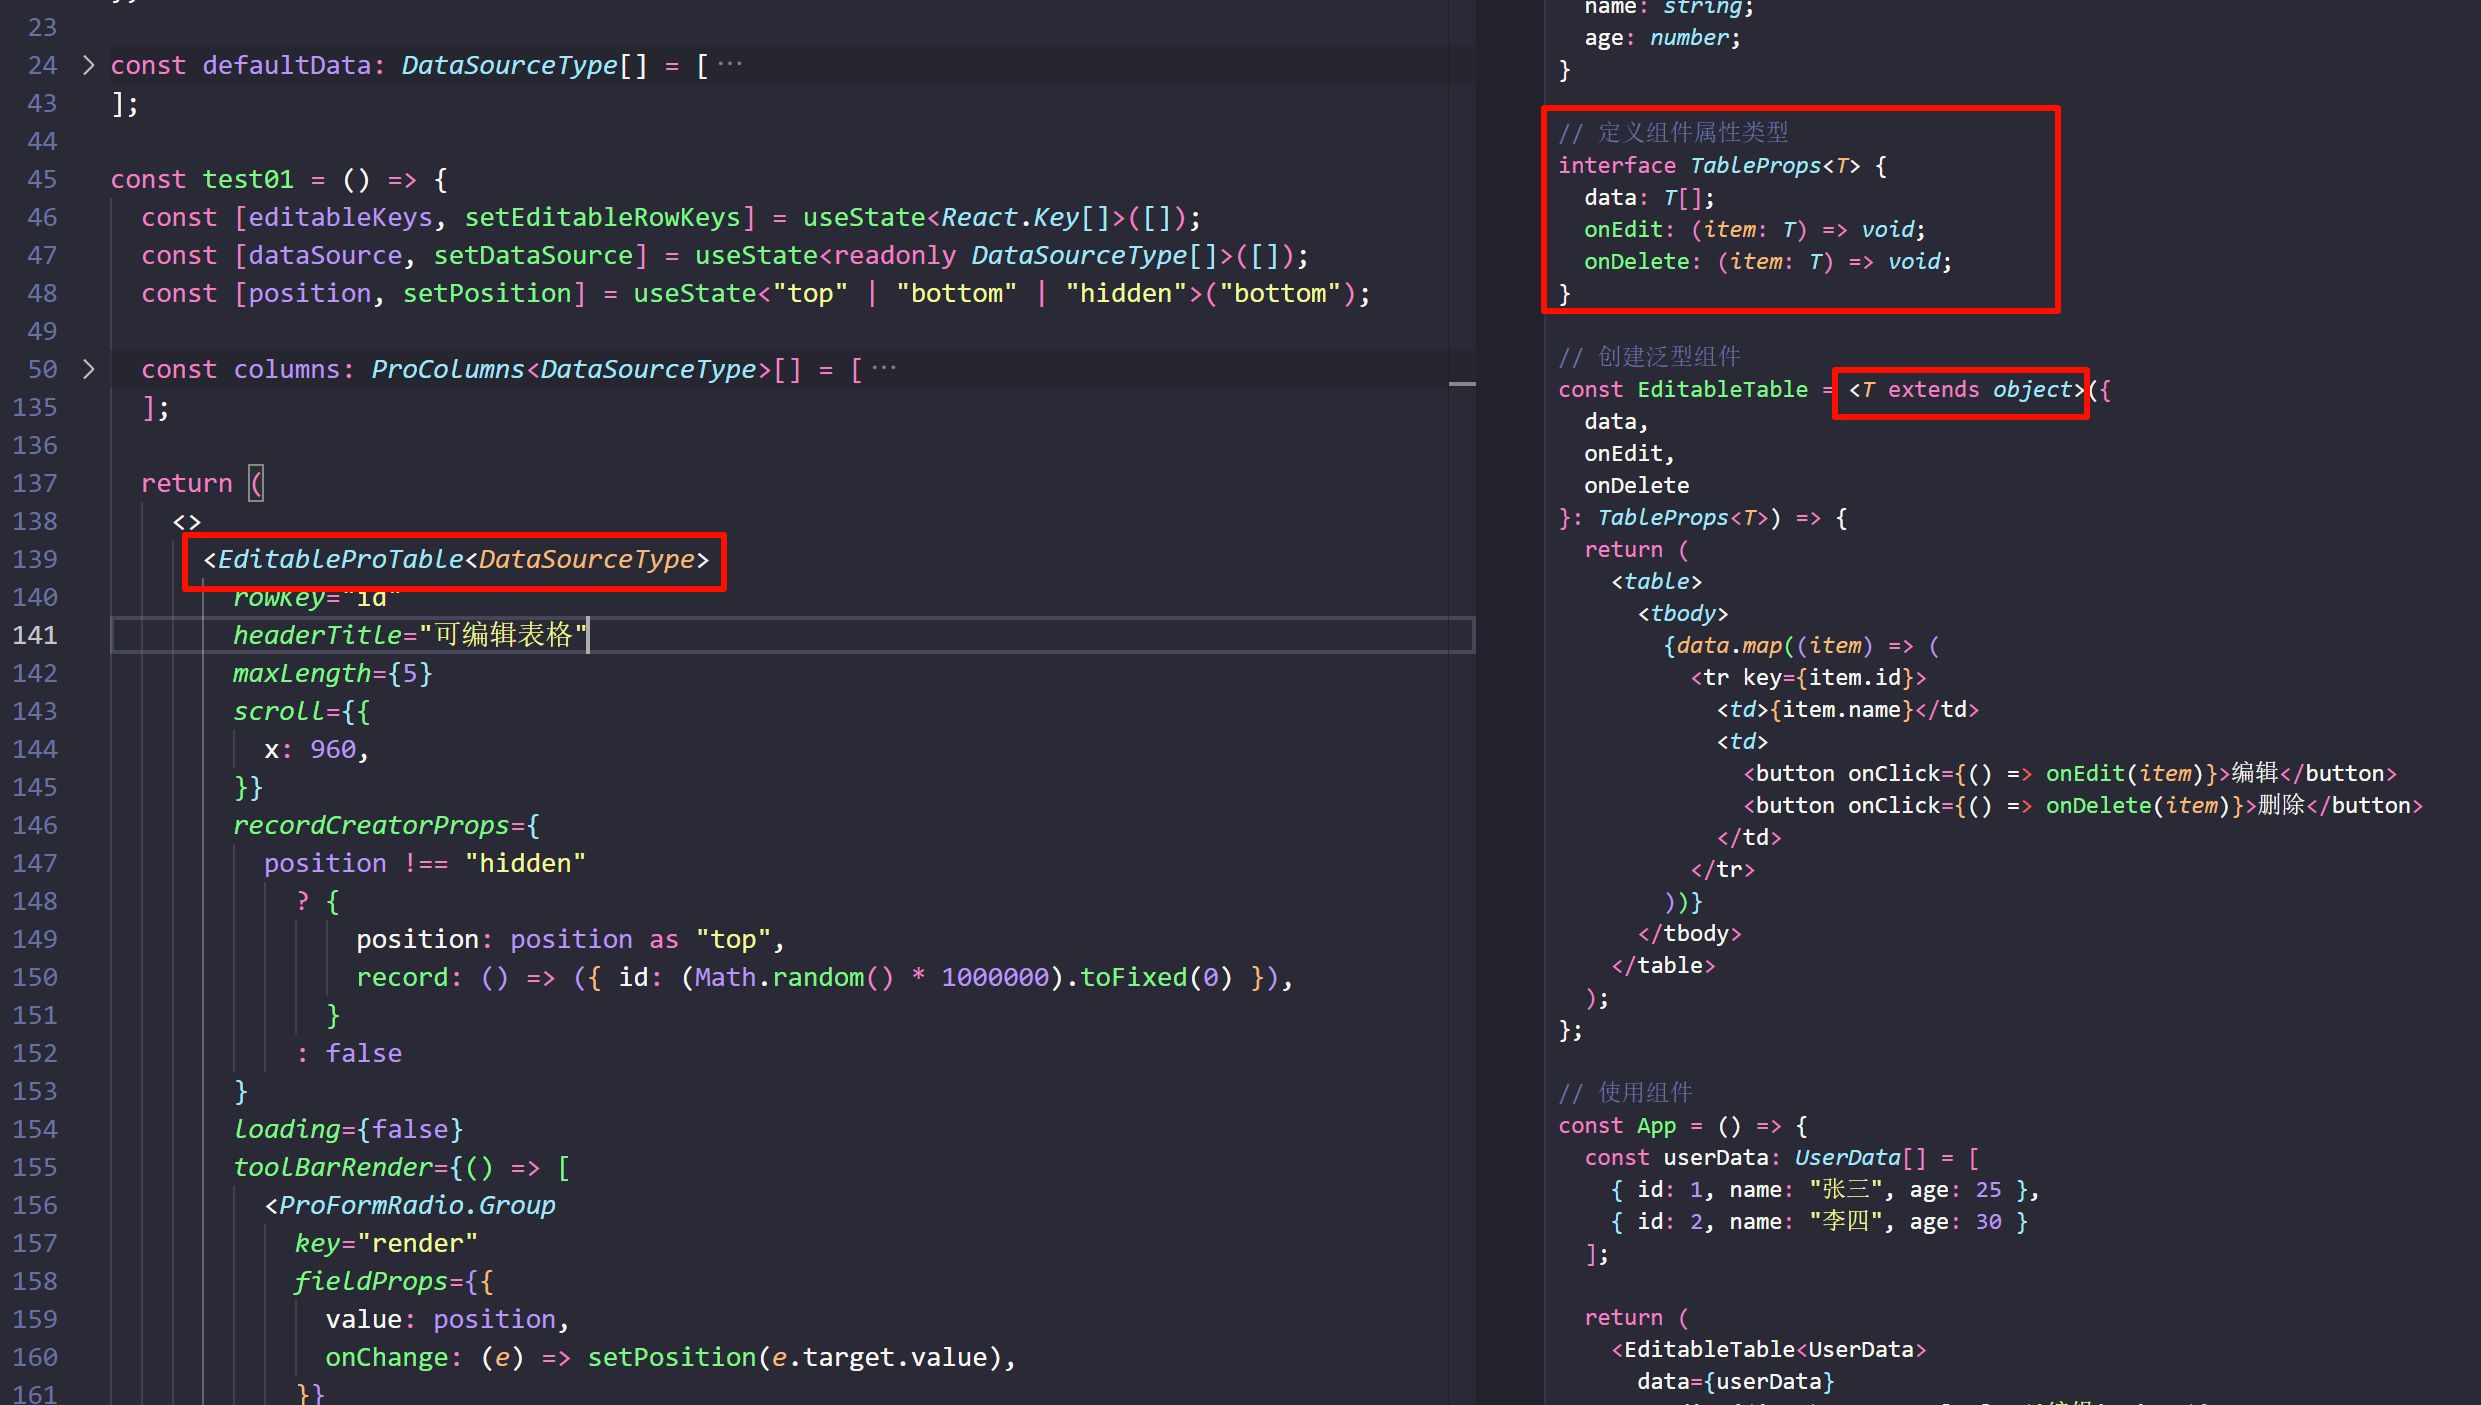 23
24 > const defaultData: DataSourceType[] = [ ···
43 ];
44
45 const test01 = () => {
46 const [editableKeys, setEditableRowKeys] = useState<React.Key[]>([]);
47 const [dataSource, setDataSource] = useState<readonly DataSourceType[]>([]);
48 const [position, setPosition] = useState<"top" | "bottom" | "hidden">("bottom");
49
50 > const columns: ProColumns<DataSourceType>[] = [ ···
135 ];
136
137 return (
138 <>
139 <EditableProTable<DataSourceType>
140 rowKey="id"
141 headerTitle="可编辑表格"
142 maxLength={5}
143 scroll={{
144 x: 960,
145 }}
146 recordCreatorProps={
147 position !== "hidden"
148 ? {
149 position: position as "top",
150 record: () => ({ id: (Math.random() * 1000000).toFixed(0) }),
151 }
152 : false
153 }
154 loading={false}
155 toolBarRender={() => [
156 <ProFormRadio.Group
157 key="render"
158 fieldProps={{
159 value: position,
160 onChange: (e) => setPosition(e.target.value),
161 }}
name: string;
age: number;
}
// 定义组件属性类型
interface TableProps<T> {
data: T[];
onEdit: (item: T) => void;
onDelete: (item: T) => void;
}
// 创建泛型组件
const EditableTable = <T extends object>({
data,
onEdit,
onDelete
}: TableProps<T>) => {
return (
<table>
<tbody>
{data.map((item) => (
<tr key={item.id}>
<td>{item.name}</td>
<td>
<button onClick={() => onEdit(item)}>编辑</button>
<button onClick={() => onDelete(item)}>删除</button>
</td>
</tr>
))}
</tbody>
</table>
);
};
// 使用组件
const App = () => {
const userData: UserData[] = [
{ id: 1, name: "张三", age: 25 },
{ id: 2, name: "李四", age: 30 }
];
return (
<EditableTable<UserData>
data={userData}